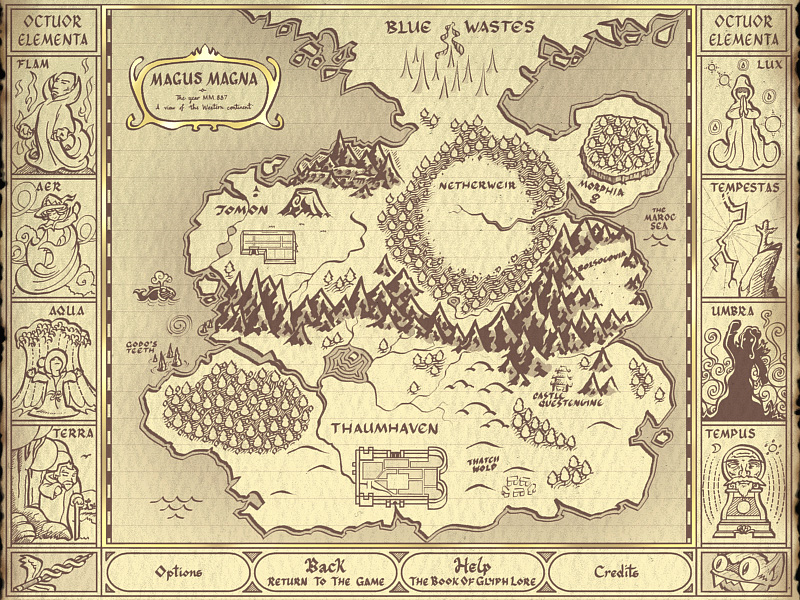 OCTUOR
ELEMENTA
FLAM
AER
AQUA
TERRA
BLUE WASTES
MAGUS MAGNA
The year MM 887
A view of the Western continent
NETHERWEIR
MORPHIA
JOMON
THE
MAROC
SEA
GODO'S
TEETH
CASTLE
QUESTENGINE
THAUMHAVEN
THATCH
WOLD
OCTUOR
ELEMENTA
LUX
TEMPESTAS
UMBRA
TEMPUS
Options
Back
RETURN TO THE GAME
Help
THE BOOK OF GLYPH LORE
Credits